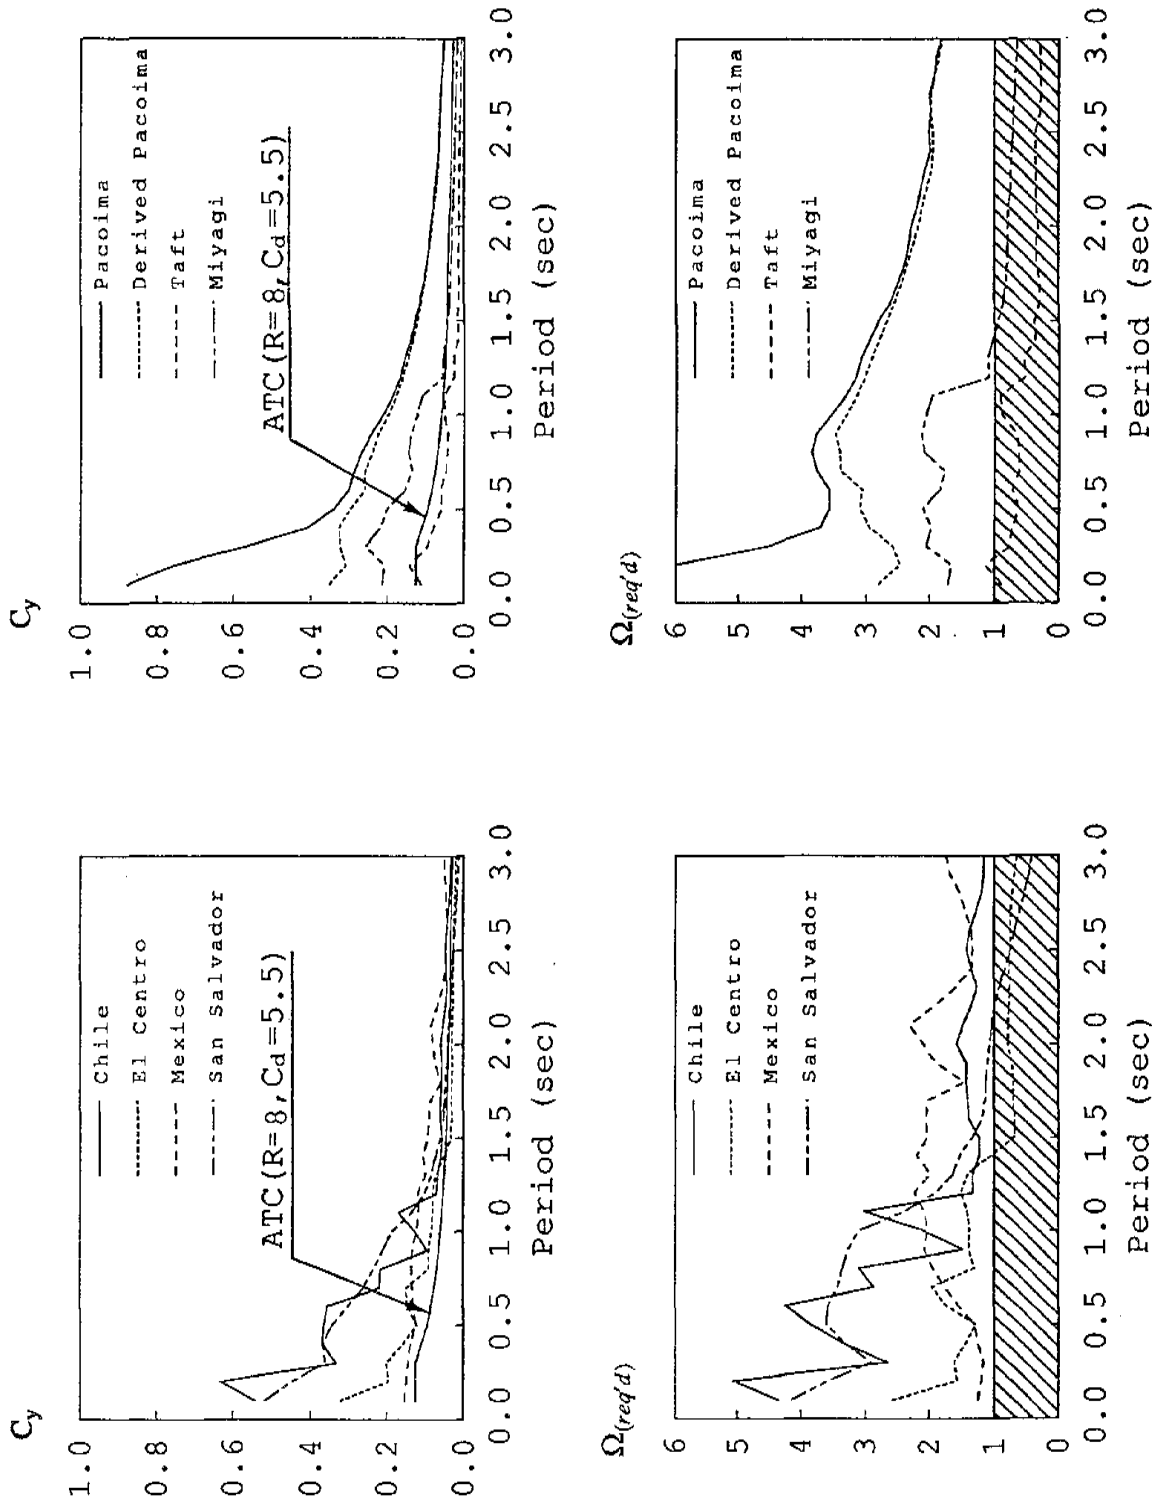 C_y
1.0
0.8
0.6
0.4
0.2
0.0
Chile
El Centro
Mexico
San Salvador
ATC (R=8, Cd=5.5)
0.0 0.5 1.0 1.5 2.0 2.5 3.0
Period (sec)
C_y
1.0
0.8
0.6
0.4
0.2
0.0
Pacoima
Derived Pacoima
Taft
Miyagi
ATC (R=8, Cd=5.5)
0.0 0.5 1.0 1.5 2.0 2.5 3.0
Period (sec)
Ω(req'd)
6
5
4
3
2
1
0
Chile
El Centro
Mexico
San Salvador
0.0 0.5 1.0 1.5 2.0 2.5 3.0
Period (sec)
Ω(req'd)
6
5
4
3
2
1
0
Pacoima
Derived Pacoima
Taft
Miyagi
0.0 0.5 1.0 1.5 2.0 2.5 3.0
Period (sec)